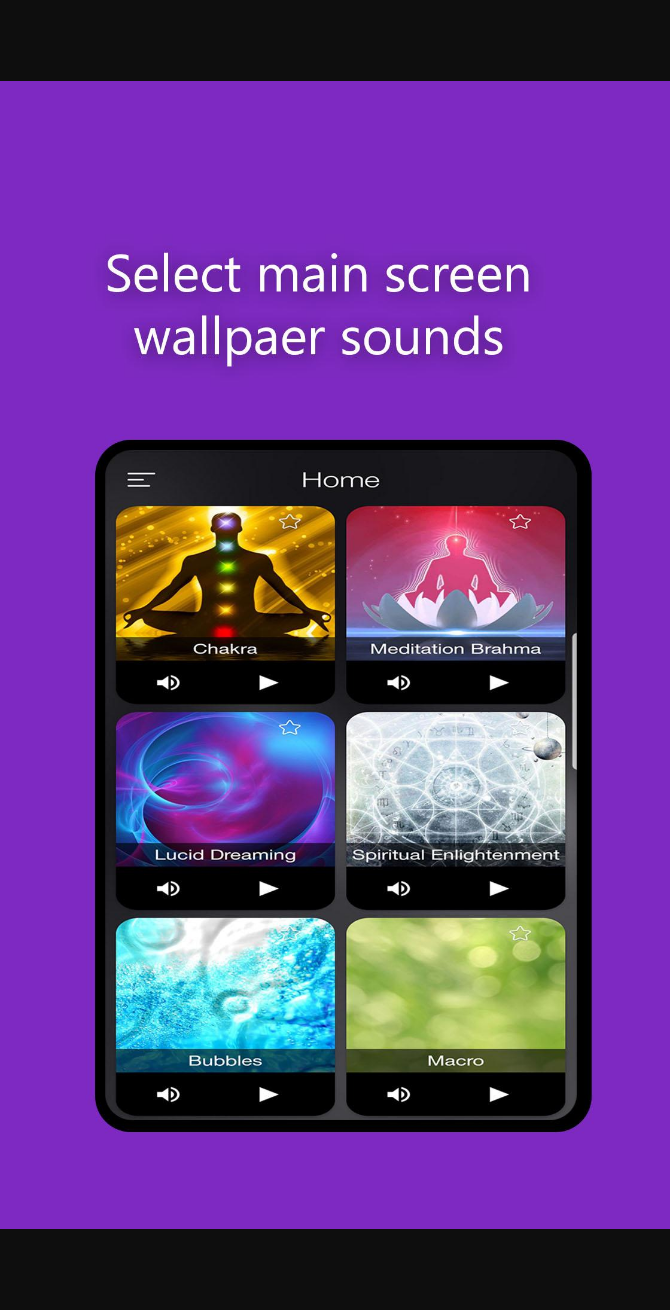 Select main screen
wallpaer sounds
Home
Chakra
Meditation Brahma
Lucid Dreaming
Spiritual Enlightenment
Bubbles
Macro